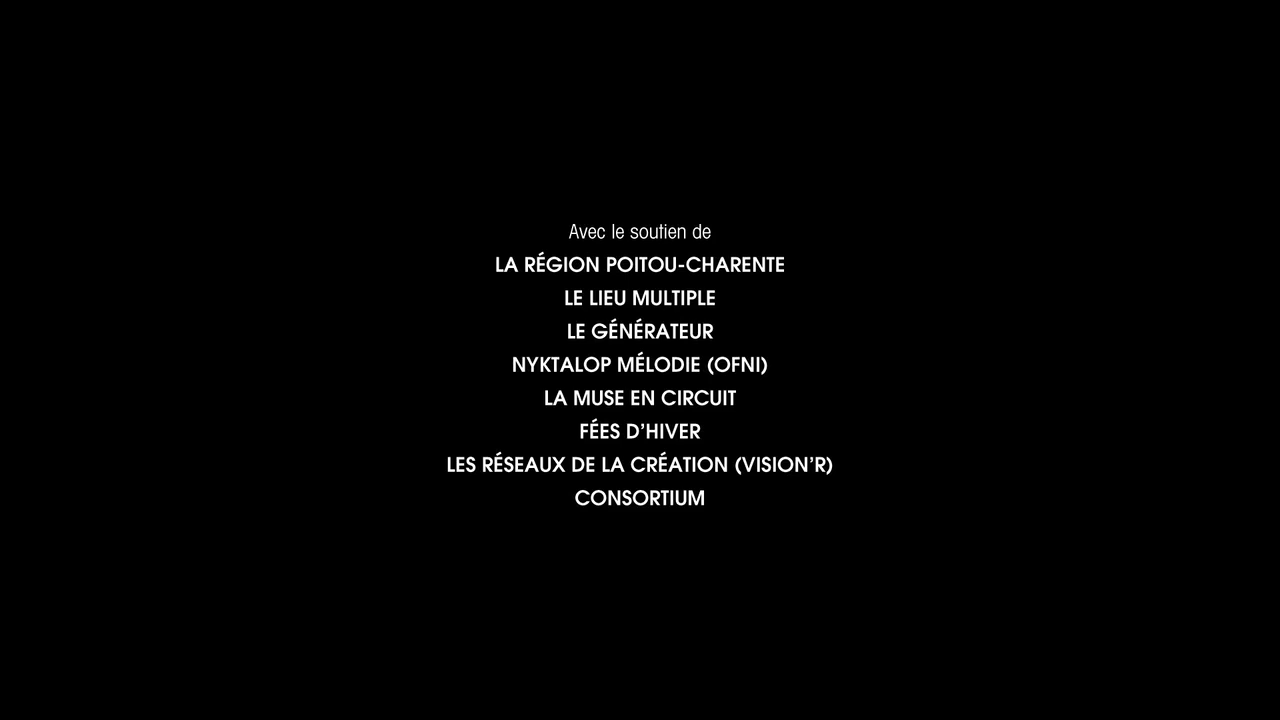 Avec le soutien de
LA RÉGION POITOU-CHARENTE
LE LIEU MULTIPLE
LE GÉNÉRATEUR
NYKTALOP MÉLODIE (OFNI)
LA MUSE EN CIRCUIT
FÉES D’HIVER
LES RÉSEAUX DE LA CRÉATION (VISION’R)
CONSORTIUM